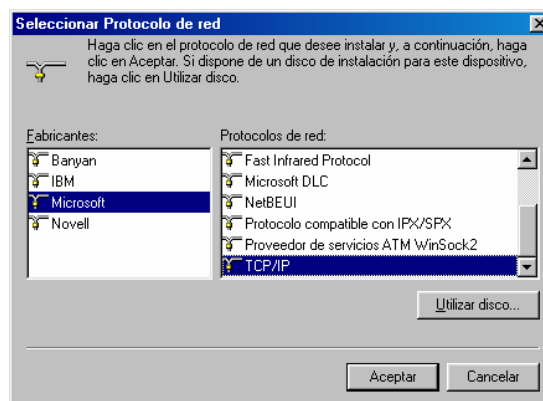 Seleccionar Protocolo de red
Haga clic en el protocolo de red que desee instalar y, a continuación, haga
clic en Aceptar. Si dispone de un disco de instalación para este dispositivo,
haga clic en Utilizar disco.
Fabricantes:
Banyan
IBM
Microsoft
Novell
Protocolos de red:
Fast Infrared Protocol
Microsoft DLC
NetBEUI
Protocolo compatible con IPX/SPX
Proveedor de servicios ATM WinSock2
TCP/IP
Utilizar disco...
Aceptar
Cancelar